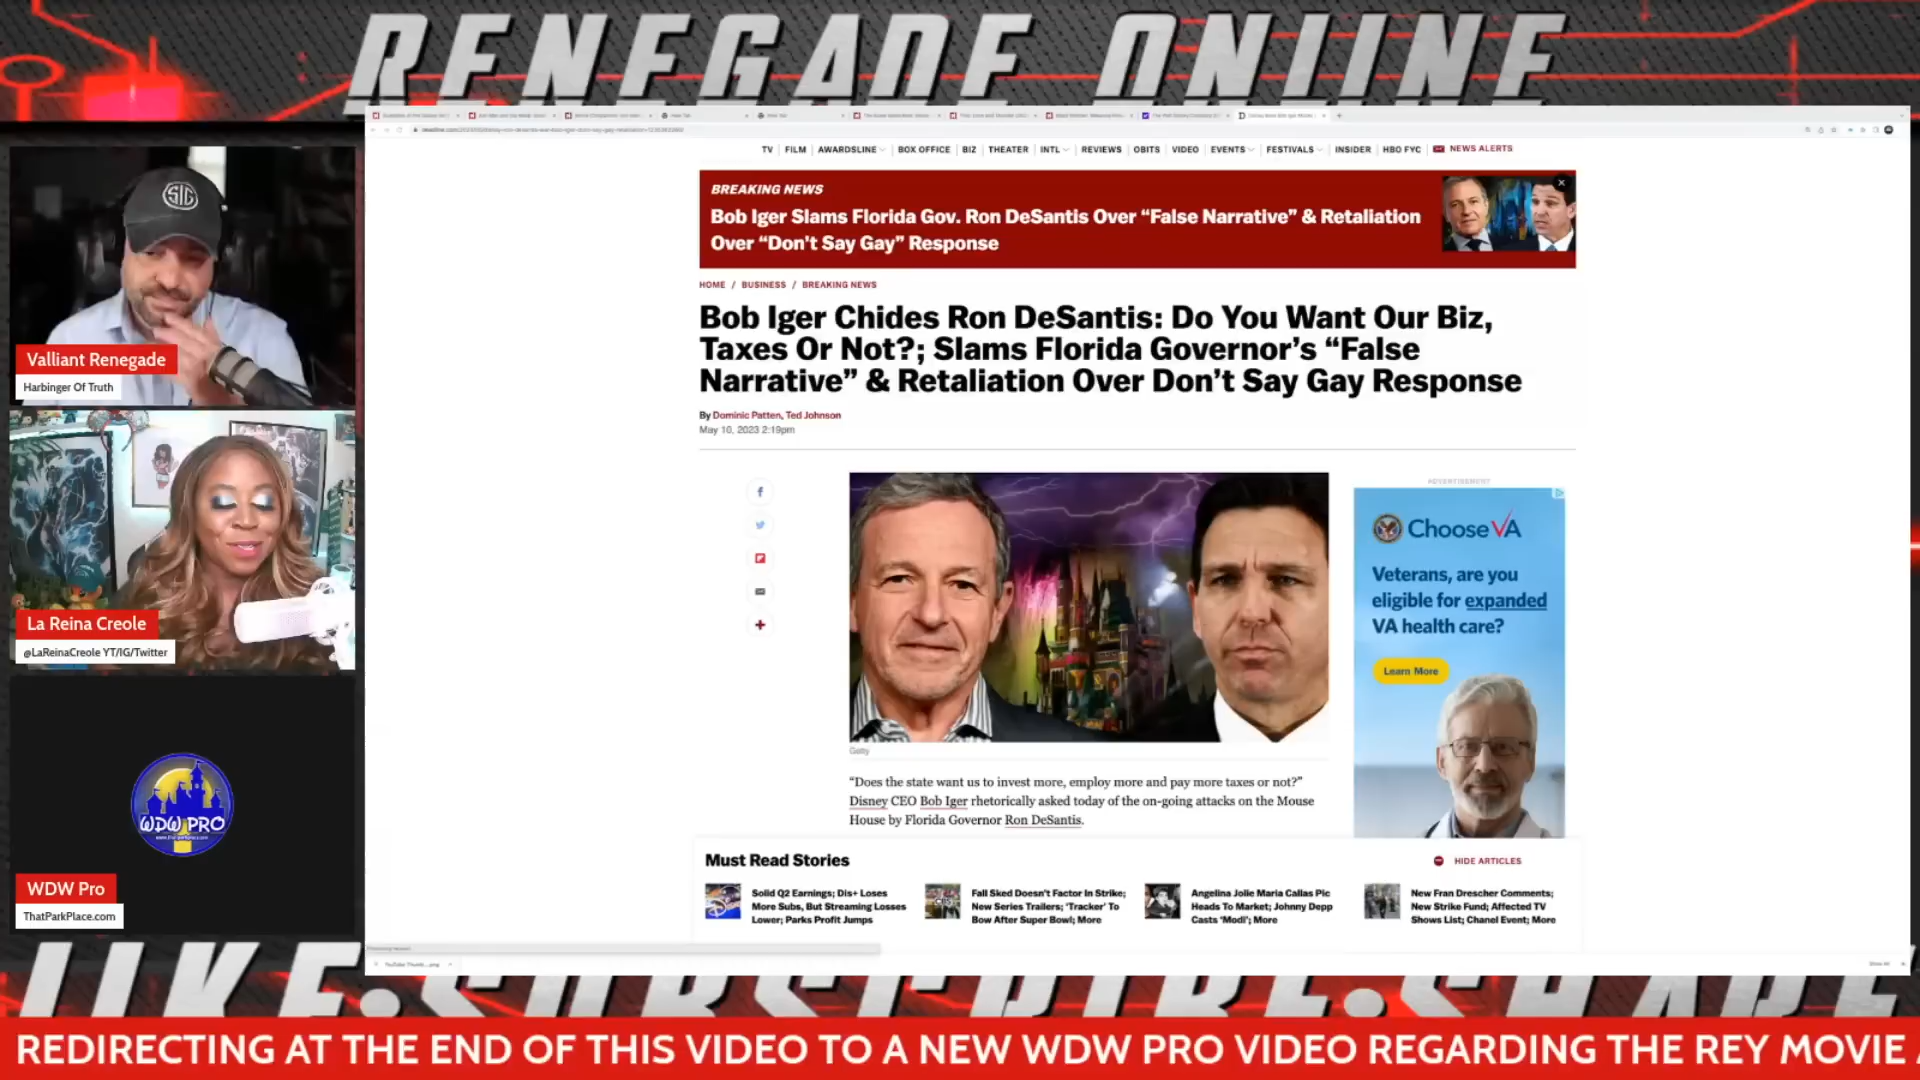 RENEGADE ONLINE
TV | FILM | AWARDSLINE | BOX OFFICE | BIZ | THEATER | INTL | REVIEWS | OBITS | VIDEO | EVENTS | FESTIVALS | INSIDER | HBO FYC | NEWS ALERTS
BREAKING NEWS
Bob Iger Slams Florida Gov. Ron DeSantis Over “False Narrative” & Retaliation
Over “Don't Say Gay” Response
HOME / BUSINESS / BREAKING NEWS
Bob Iger Chides Ron DeSantis: Do You Want Our Biz,
Taxes Or Not?; Slams Florida Governor’s “False
Narrative” & Retaliation Over Don’t Say Gay Response
By Dominic Patten, Ted Johnson
May 10, 2023 2:19pm
SIG
Valliant Renegade
Harbinger Of Truth
La Reina Creole
@LaReinaCreole YT/IG/Twitter
WDW PRO
WDW Pro
ThatParkPlace.com
ADVERTISEMENT
Choose VA
Veterans, are you
eligible for expanded
VA health care?
Learn More
Getty
“Does the state want us to invest more, employ more and pay more taxes or not?”
Disney CEO Bob Iger rhetorically asked today of the on-going attacks on the Mouse
House by Florida Governor Ron DeSantis.
Must Read Stories
HIDE ARTICLES
Solid Q2 Earnings; Dis+ Loses
More Subs, But Streaming Losses
Lower; Parks Profit Jumps
Fall Sked Doesn't Factor In Strike;
New Series Trailers; ‘Tracker’ To
Bow After Super Bowl; More
Angelina Jolie Maria Callas Pic
Heads To Market; Johnny Depp
Casts ‘Modi’; More
New Fran Drescher Comments;
New Strike Fund; Affected TV
Shows List; Chanel Event; More
LIKE·SUBSCRIBE·SHARE
REDIRECTING AT THE END OF THIS VIDEO TO A NEW WDW PRO VIDEO REGARDING THE REY MOVIE